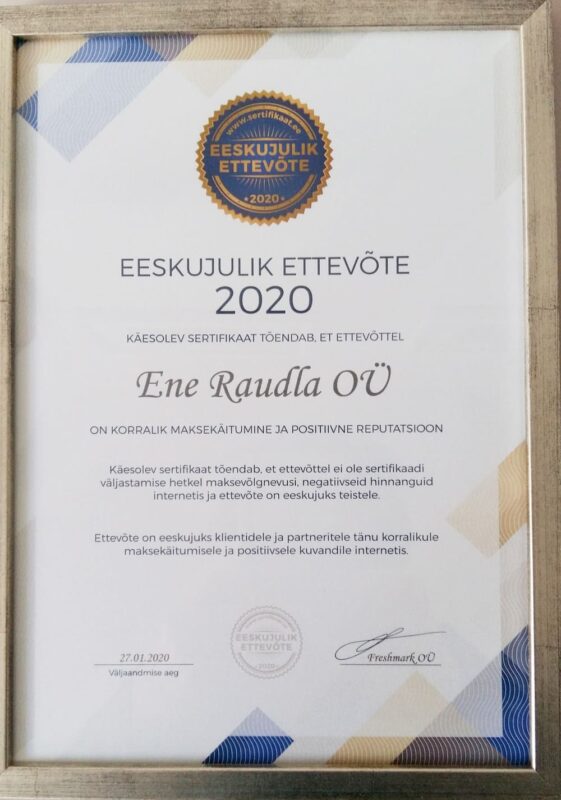 www.sertifikaat.ee
EESKUJULIK
ETTEVÕTE
2020
EESKUJULIK ETTEVÕTE
2020
KÄESOLEV SERTIFIKAAT TÕENDAB, ET ETTEVÕTTEL
Ene Raudla OÜ
ON KORRALIK MAKSEKÄITUMINE JA POSITIIVNE REPUTATSIOON
Käesolev sertifikaat tõendab, et ettevõttel ei ole sertifikaadi
väljastamise hetkel maksevõlgnevusi, negatiivseid hinnanguid
internetis ja ettevõte on eeskujuks teistele.
Ettevõte on eeskujuks klientidele ja partneritele tänu korralikule
maksekäitumisele ja positiivsele kuvandile internetis.
EESKUJULIK
ETTEVÕTE
2020
27.01.2020
Väljaandmise aeg
Freshmark OÜ